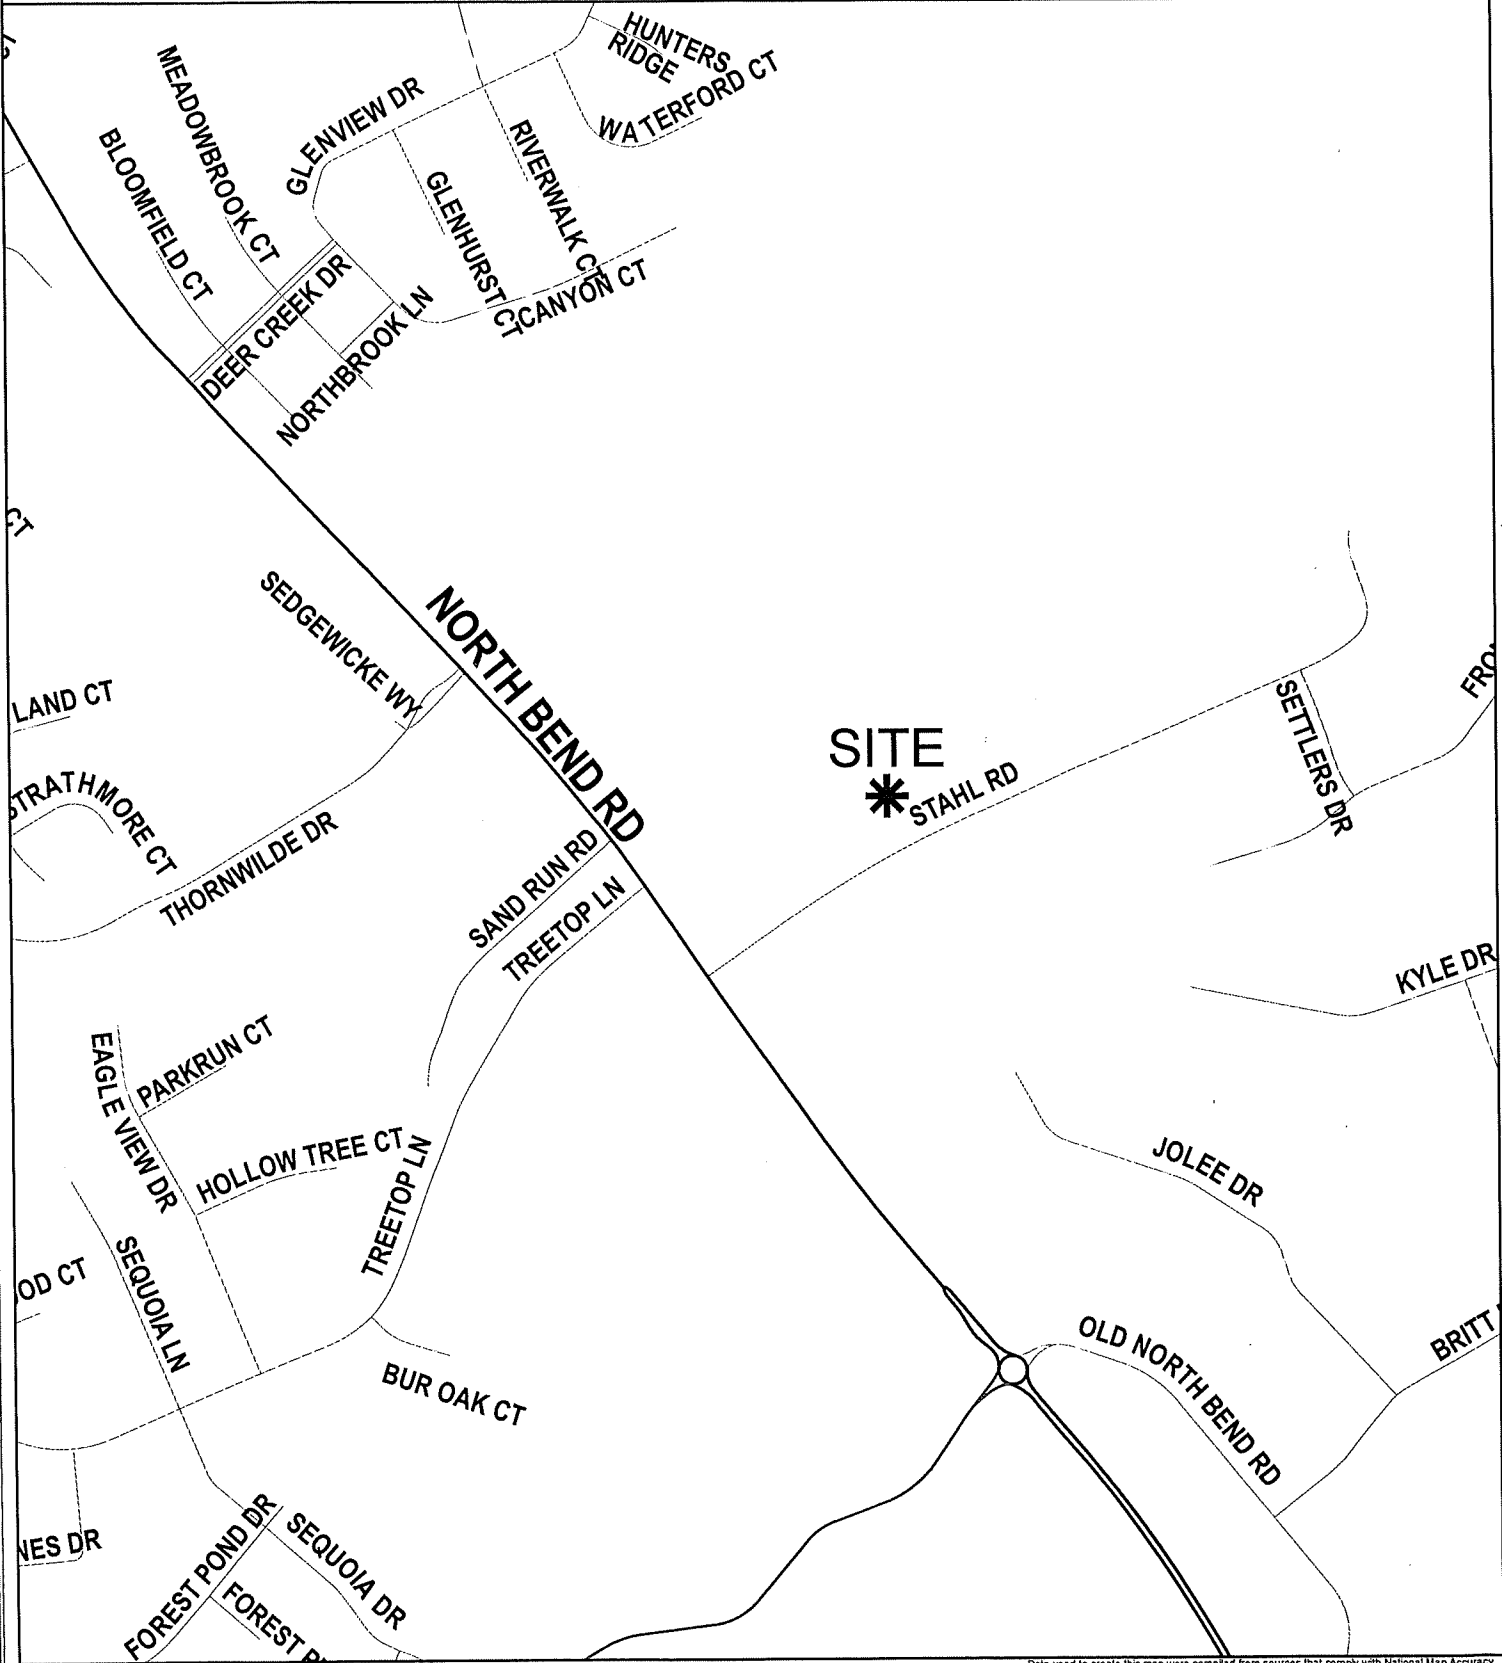 HUNTERS
RIDGE
WATERFORD CT
MEADOWBROOK CT
GLENVIEW DR
BLOOMFIELD CT
RIVERWALK CT
GLENHURST CT
CANYON CT
DEER CREEK DR
NORTHBROOK LN
CT
SEDGEWICKE WY
NORTH BEND RD
LAND CT
SITE
STAHL RD
SETTLERS DR
STRATHMORE CT
THORNWILDE DR
SAND RUN RD
TREETOP LN
KYLE DR
EAGLE VIEW DR
PARKRUN CT
HOLLOW TREE CT
TREETOP LN
JOLEE DR
SEQUOIA LN
OD CT
BUR OAK CT
OLD NORTH BEND RD
BRITT
NES DR
FOREST POND DR
SEQUOIA DR
FOREST